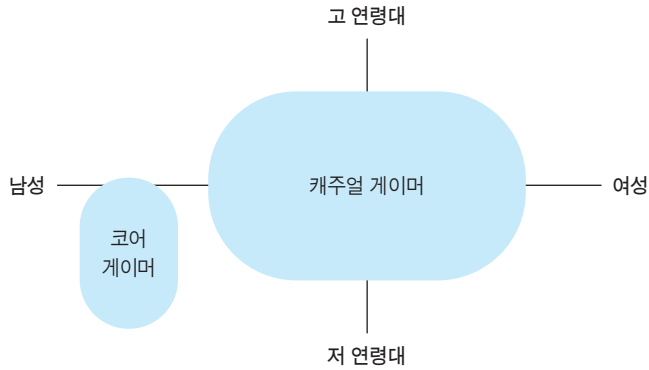 고 연령대
남성
캐주얼 게이머
여성
코어
게이머
저 연령대